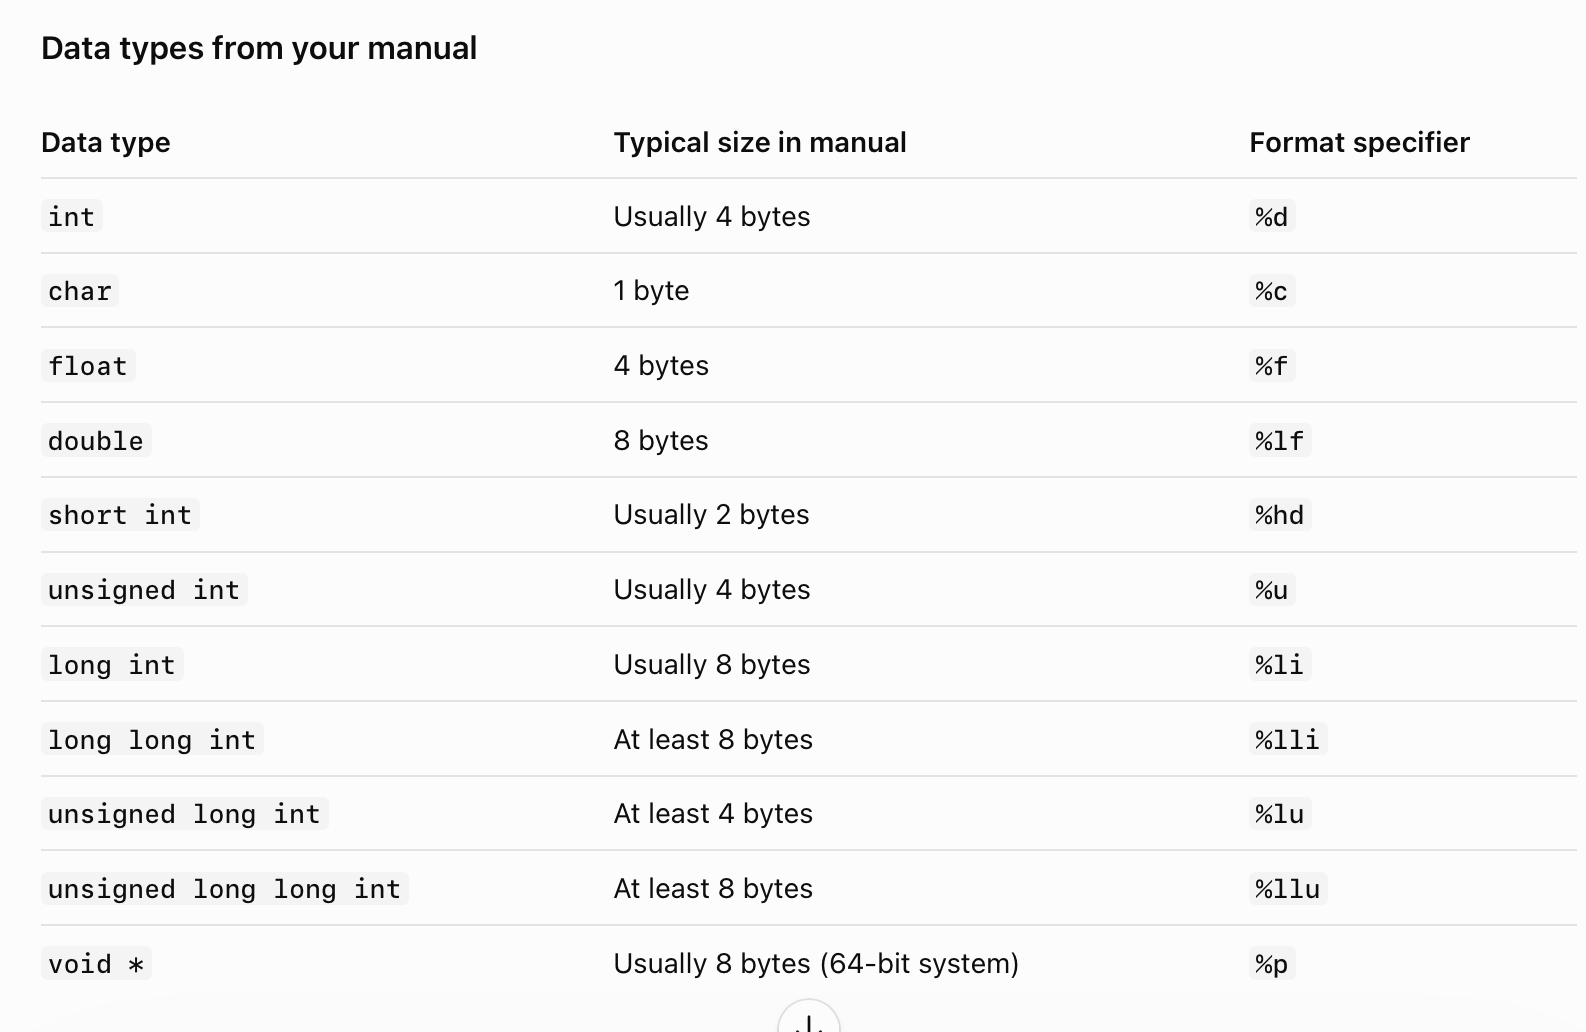 Data types from your manual
Data type Typical size in manual Format specifier
int Usually 4 bytes %d
char 1 byte %c
float 4 bytes %f
double 8 bytes %lf
short int Usually 2 bytes %hd
unsigned int Usually 4 bytes %u
long int Usually 8 bytes %li
long long int At least 8 bytes %lli
unsigned long int At least 4 bytes %lu
unsigned long long int At least 8 bytes %llu
void * Usually 8 bytes (64-bit system) %p